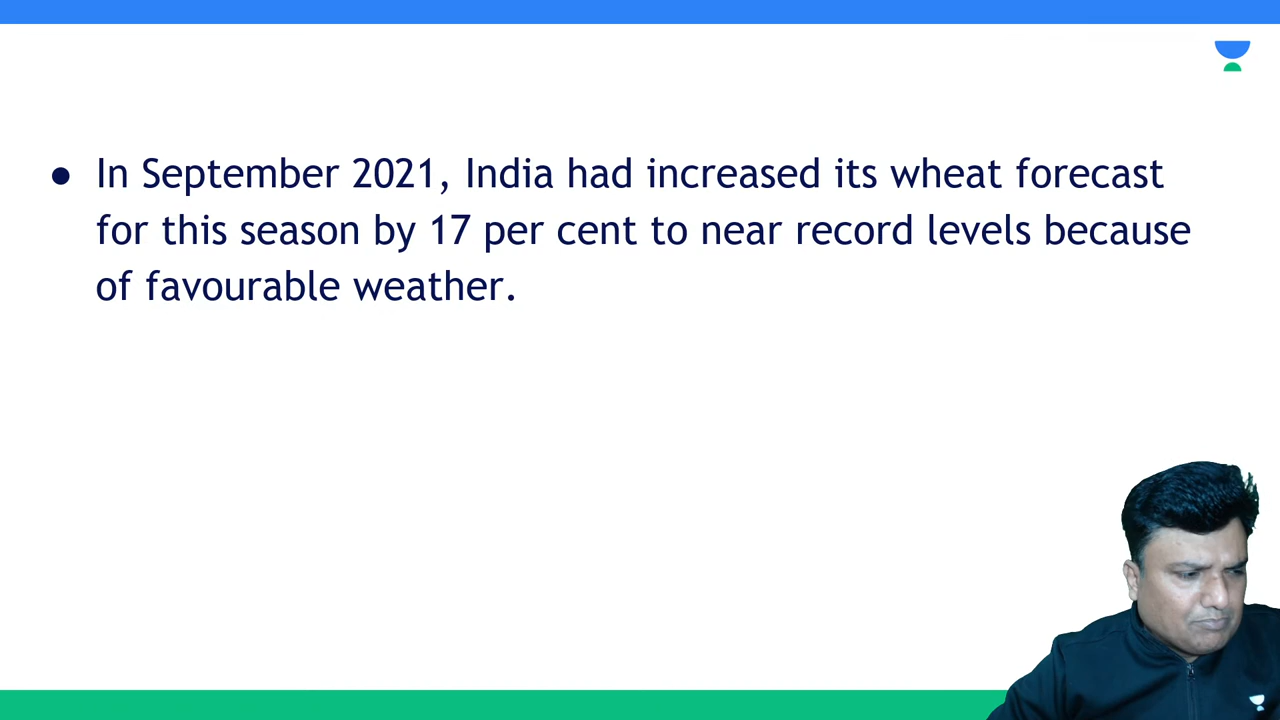 ● In September 2021, India had increased its wheat forecast
for this season by 17 per cent to near record levels because
of favourable weather.